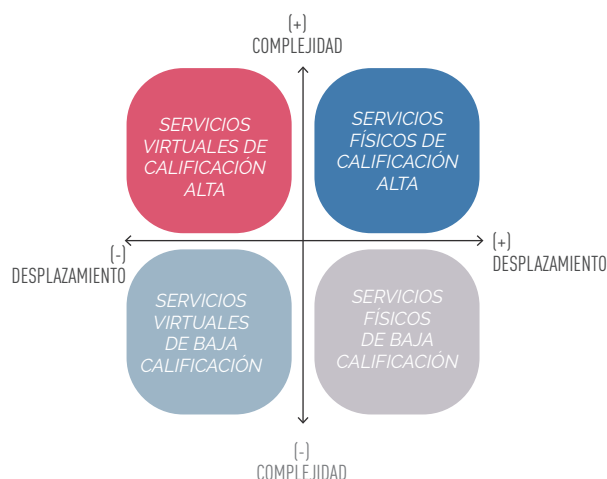 (+)
COMPLEJIDAD
SERVICIOS
VIRTUALES DE
CALIFICACIÓN
ALTA
SERVICIOS
FÍSICOS DE
CALIFICACIÓN
ALTA
(-)
DESPLAZAMIENTO
(+)
DESPLAZAMIENTO
SERVICIOS
VIRTUALES
DE BAJA
CALIFICACIÓN
SERVICIOS
FÍSICOS
DE BAJA
CALIFICACIÓN
(-)
COMPLEJIDAD